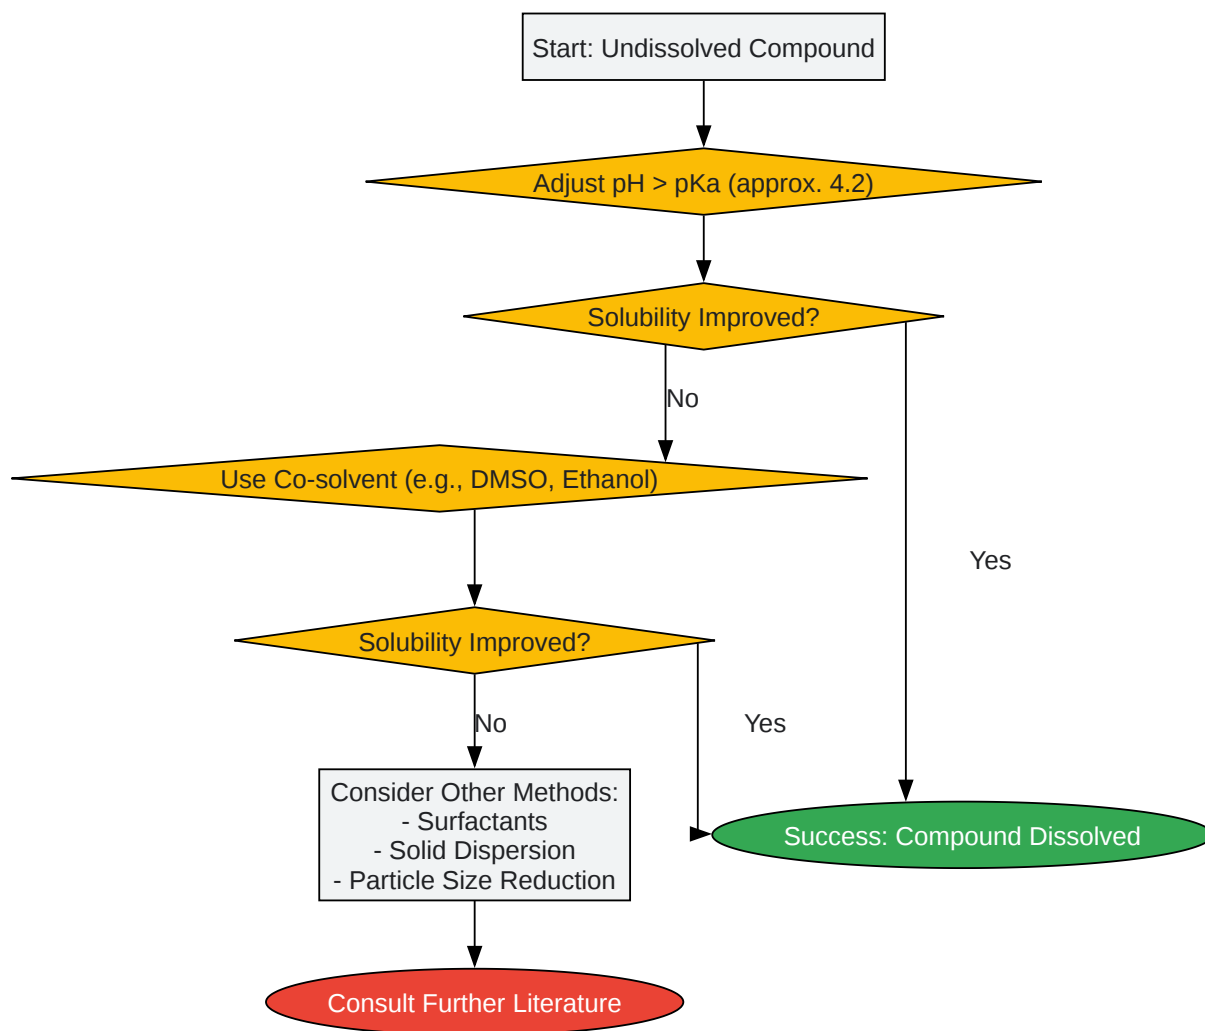 Start: Undissolved Compound
Adjust pH > pKa (approx. 4.2)
Solubility Improved?
No
Use Co-solvent (e.g., DMSO, Ethanol)
Yes
Solubility Improved?
No
Yes
Consider Other Methods:
- Surfactants
- Solid Dispersion
- Particle Size Reduction
Success: Compound Dissolved
Consult Further Literature